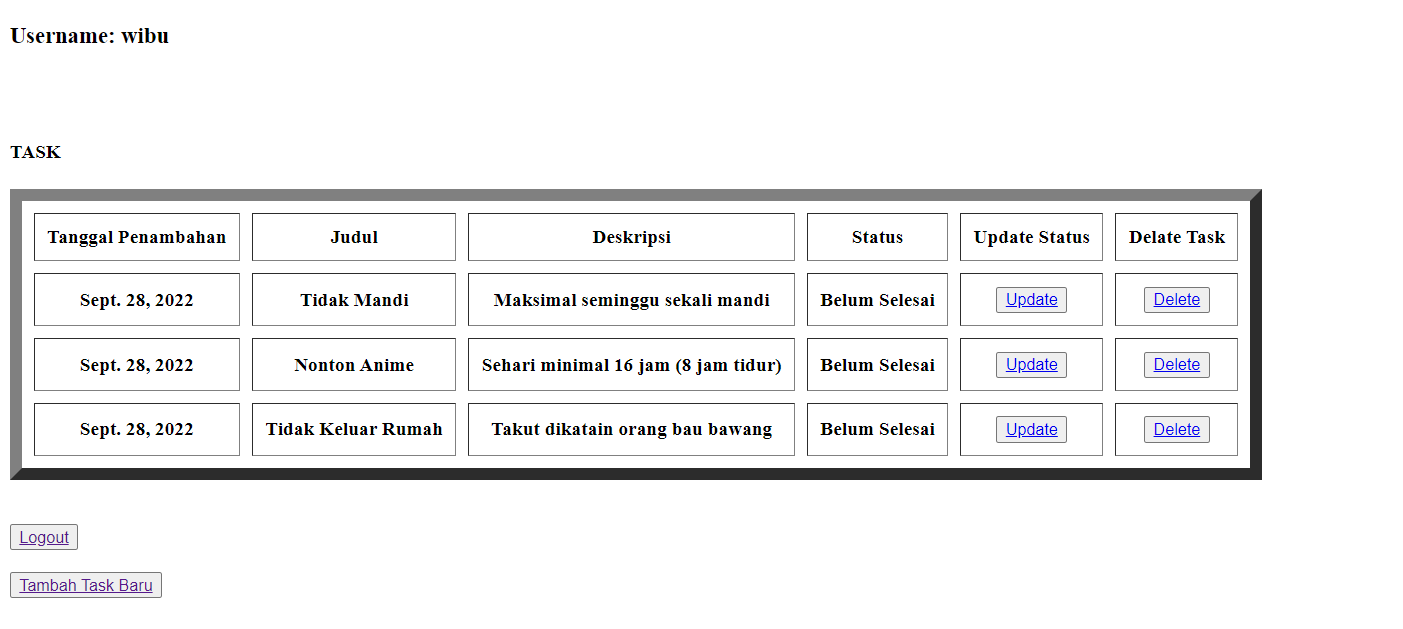 Username: wibu
TASK
Tanggal Penambahan Judul Deskripsi Status Update Status Delate Task
Sept. 28, 2022 Tidak Mandi Maksimal seminggu sekali mandi Belum Selesai Update Delete
Sept. 28, 2022 Nonton Anime Sehari minimal 16 jam (8 jam tidur) Belum Selesai Update Delete
Sept. 28, 2022 Tidak Keluar Rumah Takut dikatain orang bau bawang Belum Selesai Update Delete
Logout
Tambah Task Baru